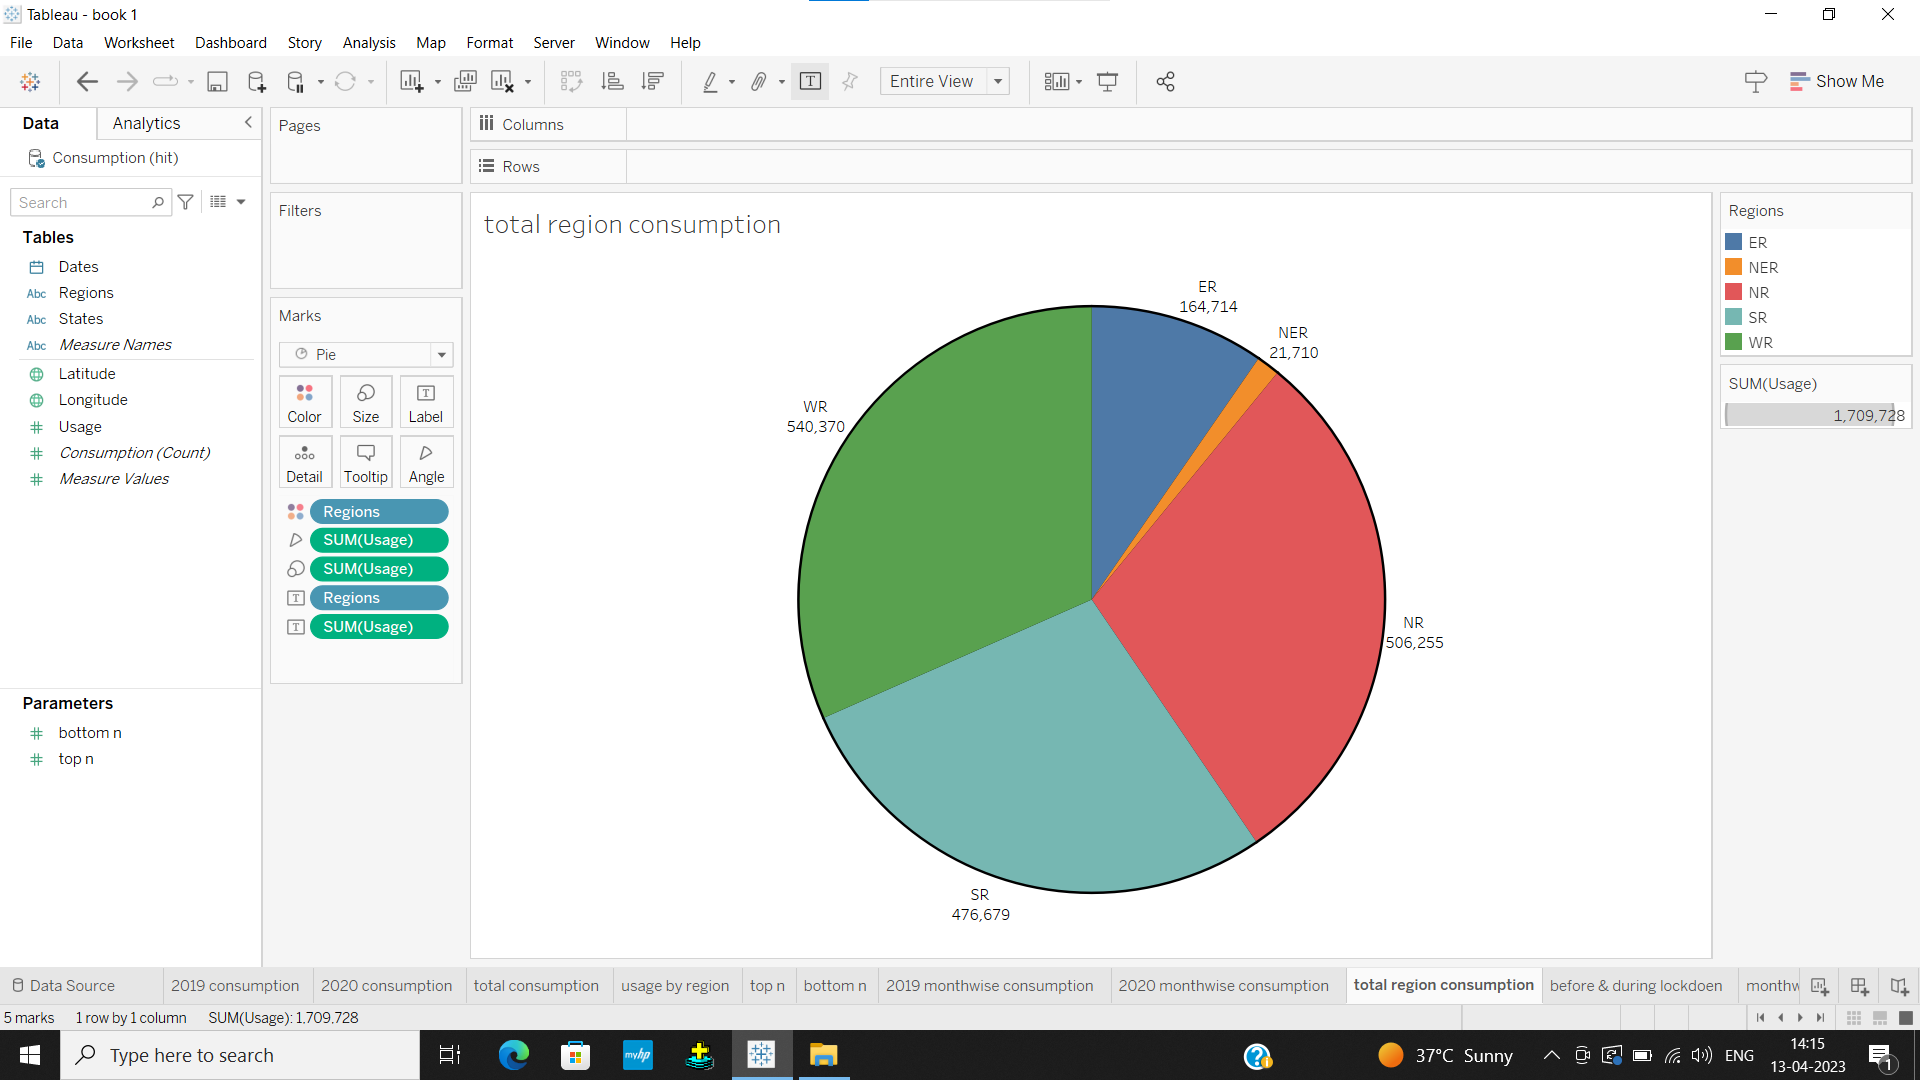 Tableau - book 1
File Data Worksheet Dashboard Story Analysis Map Format Server Window Help
Entire View
Show Me
Data Analytics
Consumption (hit)
Search
Tables
Dates
Abc Regions
Abc States
Abc Measure Names
Latitude
Longitude
# Usage
# Consumption (Count)
# Measure Values
Parameters
# bottom n
# top n
Pages
Filters
Marks
Pie
Color Size Label
Detail Tooltip Angle
Regions
SUM(Usage)
SUM(Usage)
Regions
SUM(Usage)
Columns
Rows
total region consumption
ER
164,714
NER
21,710
WR
540,370
NR
506,255
SR
476,679
Regions
ER
NER
NR
SR
WR
SUM(Usage)
1,709,728
Data Source 2019 consumption 2020 consumption total consumption usage by region top n bottom n 2019 monthwise consumption 2020 monthwise consumption total region consumption before & during lockdoen monthw
5 marks 1 row by 1 column SUM(Usage): 1,709,728
Type here to search
myhp
37°C Sunny
ENG
14:15
13-04-2023
1